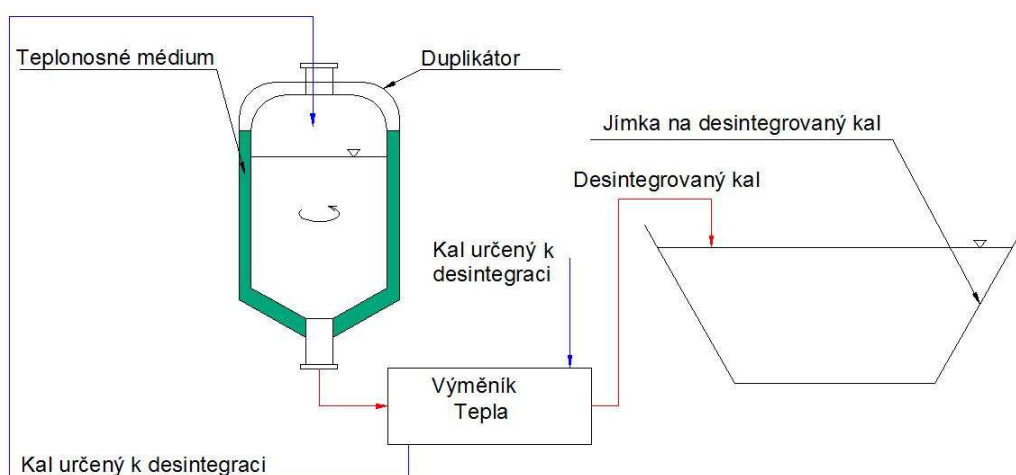 Teplonosné médium
Duplikátor
Jímka na desintegrovaný kal
Desintegrovaný kal
Kal určený k
desintegraci
Výměník
Tepla
Kal určený k desintegraci